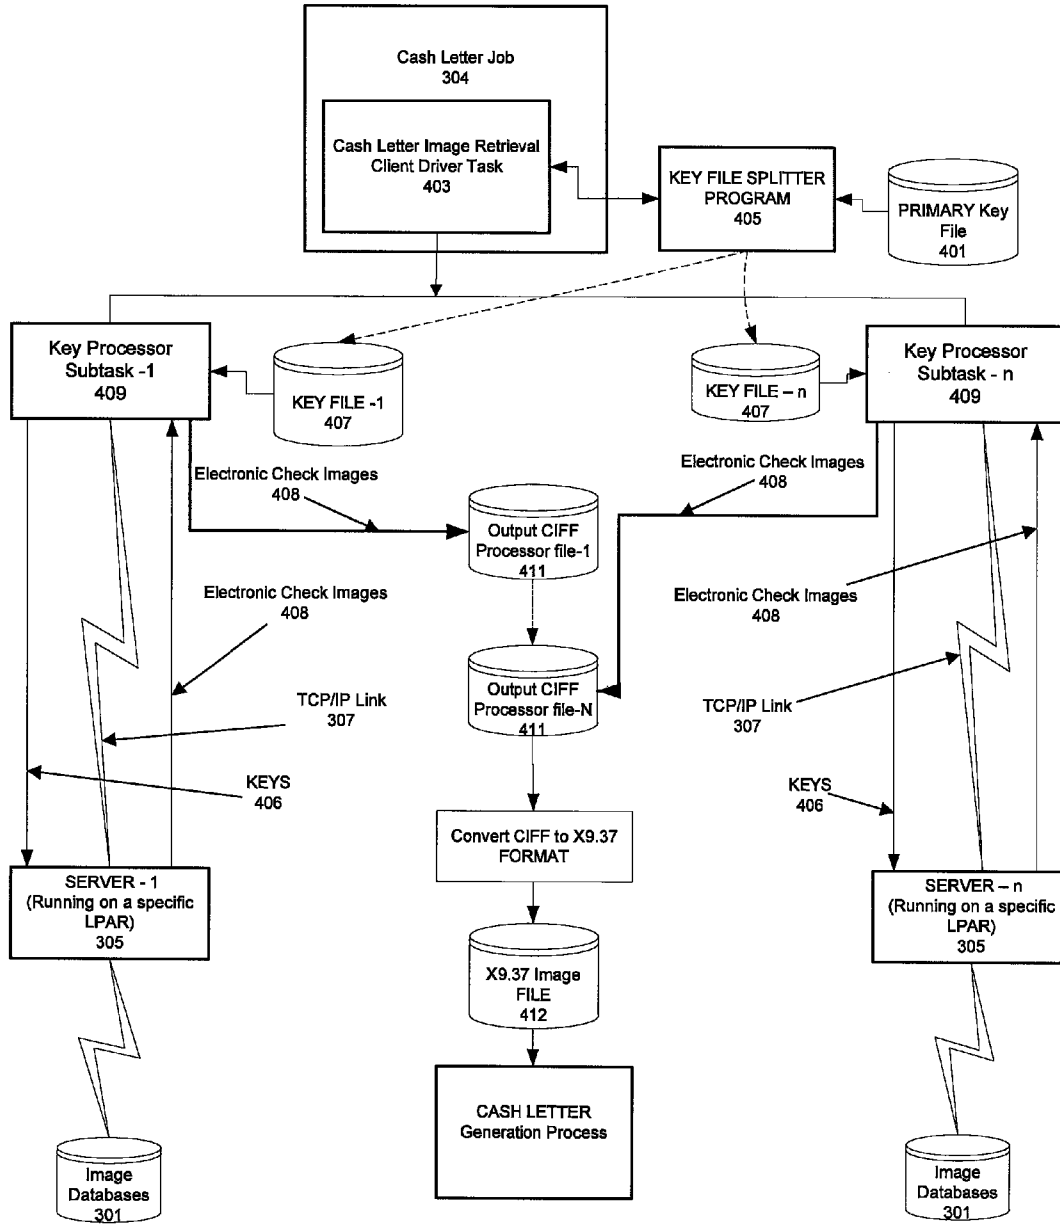 Cash Letter Job
304
Cash Letter Image Retrieval
Client Driver Task
403
KEY FILE SPLITTER
PROGRAM
405
PRIMARY Key
File
401
Key Processor
Subtask -1
409
KEY FILE -1
407
KEY FILE – n
407
Key Processor
Subtask - n
409
Electronic Check Images
408
Electronic Check Images
408
Output CIFF
Processor file-1
411
Electronic Check Images
408
Electronic Check Images
408
Output CIFF
Processor file-N
411
TCP/IP Link
307
TCP/IP Link
307
KEYS
406
KEYS
406
Convert CIFF to X9.37
FORMAT
SERVER - 1
(Running on a specific
LPAR)
305
SERVER – n
(Running on a specific
LPAR)
305
X9.37 Image
FILE
412
CASH LETTER
Generation Process
Image
Databases
301
Image
Databases
301